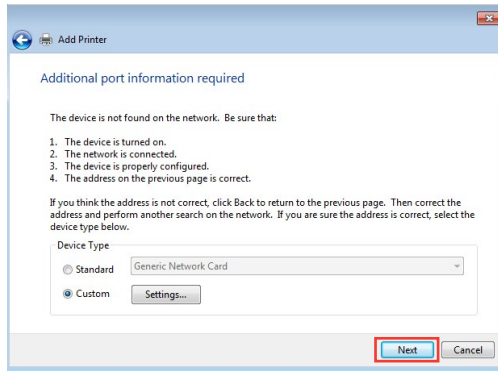 Add Printer
Additional port information required
The device is not found on the network. Be sure that:
1. The device is turned on.
2. The network is connected.
3. The device is properly configured.
4. The address on the previous page is correct.
If you think the address is not correct, click Back to return to the previous page. Then correct the
address and perform another search on the network. If you are sure the address is correct, select the
device type below.
Device Type
Standard
Generic Network Card
Custom
Settings...
Next
Cancel